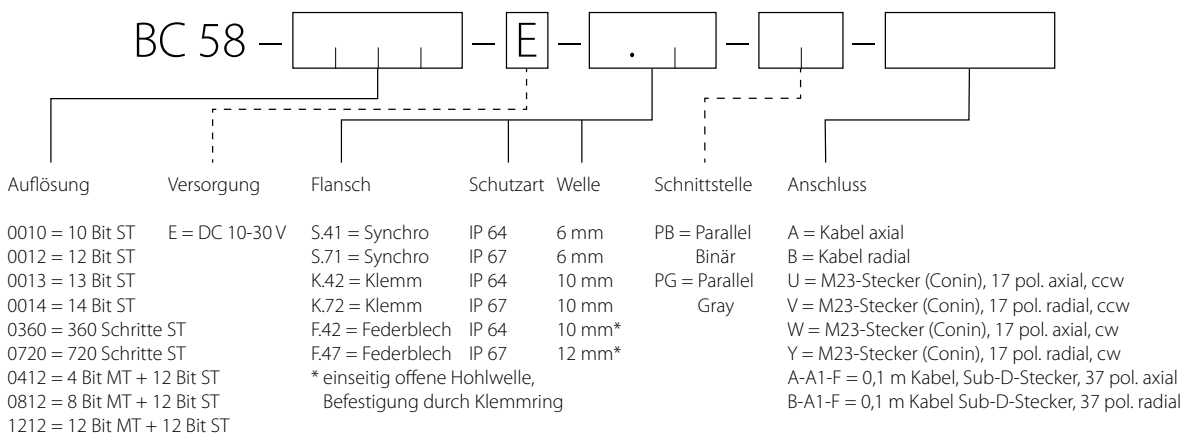 BC 58 – – E – . – –
Auflösung Versorgung Flansch Schutzart Welle Schnittstelle Anschluss
0010 = 10 Bit ST E = DC 10-30 V S.41 = Synchro IP 64 6 mm PB = Parallel A = Kabel axial
0012 = 12 Bit ST S.71 = Synchro IP 67 6 mm Binär B = Kabel radial
0013 = 13 Bit ST K.42 = Klemm IP 64 10 mm PG = Parallel U = M23-Stecker (Conin), 17 pol. axial, ccw
0014 = 14 Bit ST K.72 = Klemm IP 67 10 mm Gray V = M23-Stecker (Conin), 17 pol. radial, ccw
0360 = 360 Schritte ST F.42 = Federblech IP 64 10 mm* W = M23-Stecker (Conin), 17 pol. axial, cw
0720 = 720 Schritte ST F.47 = Federblech IP 67 12 mm* Y = M23-Stecker (Conin), 17 pol. radial, cw
0412 = 4 Bit MT + 12 Bit ST * einseitig offene Hohlwelle, A-A1-F = 0,1 m Kabel, Sub-D-Stecker, 37 pol. axial
0812 = 8 Bit MT + 12 Bit ST Befestigung durch Klemmring B-A1-F = 0,1 m Kabel Sub-D-Stecker, 37 pol. radial
1212 = 12 Bit MT + 12 Bit ST